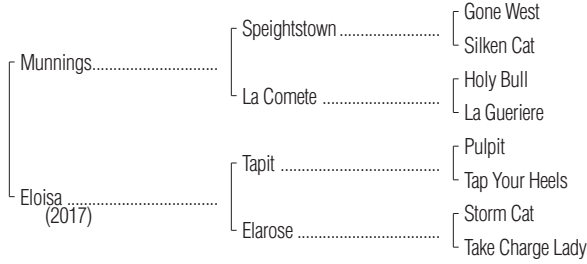 Gone West
Speightstown
Silken Cat
Munnings
Holy Bull
La Comete
La Gueriere
Pulpit
Tapit
Tap Your Heels
Eloisa
(2017)
Storm Cat
Elarose
Take Charge Lady